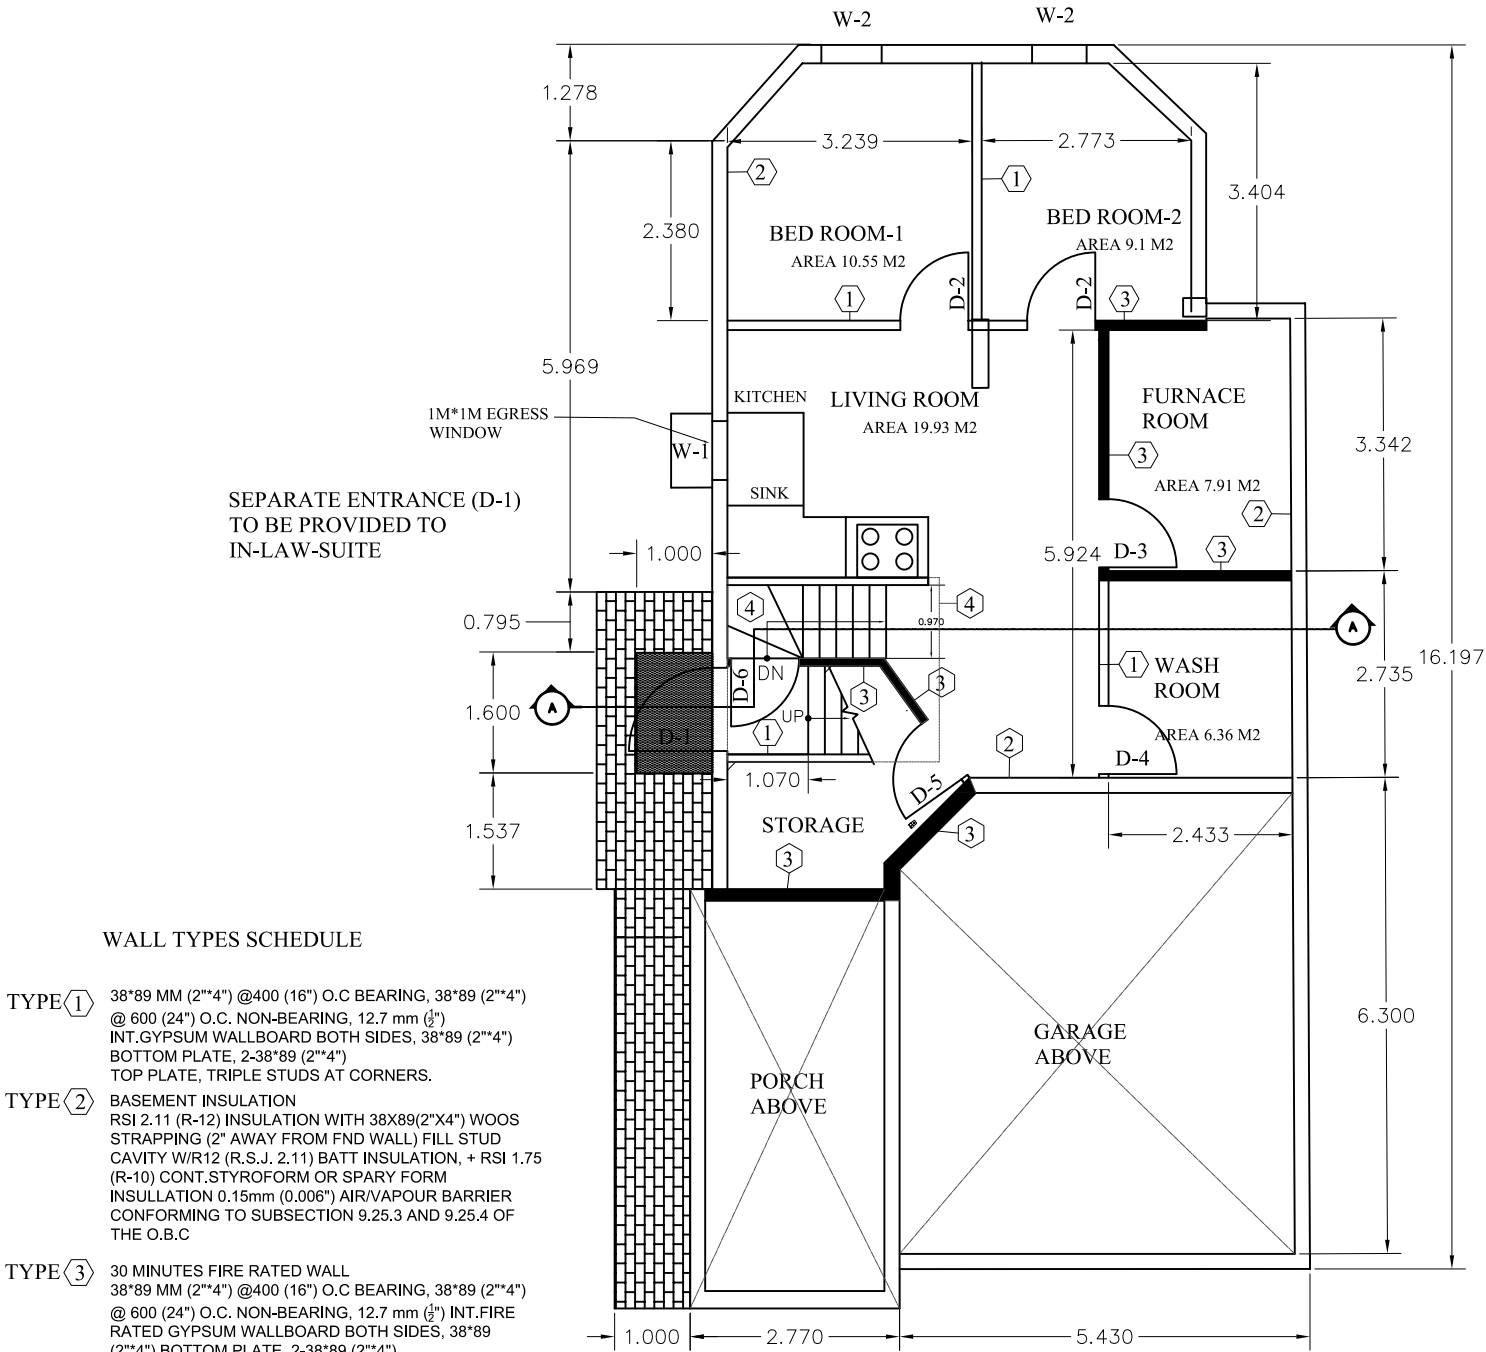 W-2
W-2
1.278
3.239
2.773
2
1
3.404
2.380
BED ROOM-1
AREA 10.55 M2
BED ROOM-2
AREA 9.1 M2
D-2
D-2
1
3
5.969
KITCHEN
LIVING ROOM
AREA 19.93 M2
FURNACE
ROOM
3
AREA 7.91 M2
2
3.342
1M*1M EGRESS
WINDOW
W-1
SINK
SEPARATE ENTRANCE (D-1)
TO BE PROVIDED TO
IN-LAW-SUITE
1.000
5.924
D-3
3
0.795
4
0.970
4
A
16.197
1
WASH
ROOM
2.735
DN
D-6
3
3
1.600
A
UP
D-1
1
2
AREA 6.36 M2
D-4
1.070
D-5
1.537
STORAGE
3
3
2.433
WALL TYPES SCHEDULE
TYPE 1
38*89 MM (2"*4") @400 (16") O.C BEARING, 38*89 (2"*4")
@ 600 (24") O.C. NON-BEARING, 12.7 mm (½")
INT.GYPSUM WALLBOARD BOTH SIDES, 38*89 (2"*4")
BOTTOM PLATE, 2-38*89 (2"*4")
TOP PLATE, TRIPLE STUDS AT CORNERS.
TYPE 2
BASEMENT INSULATION
RSI 2.11 (R-12) INSULATION WITH 38X89(2"X4") WOOS
STRAPPING (2" AWAY FROM FND WALL) FILL STUD
CAVITY W/R12 (R.S.J. 2.11) BATT INSULATION, + RSI 1.75
(R-10) CONT.STYROFORM OR SPARY FORM
INSULLATION 0.15mm (0.006") AIR/VAPOUR BARRIER
CONFORMING TO SUBSECTION 9.25.3 AND 9.25.4 OF
THE O.B.C
TYPE 3
30 MINUTES FIRE RATED WALL
38*89 MM (2"*4") @400 (16") O.C BEARING, 38*89 (2"*4")
@ 600 (24") O.C. NON-BEARING, 12.7 mm (½") INT.FIRE
RATED GYPSUM WALLBOARD BOTH SIDES, 38*89
(2"*4") BOTTOM PLATE, 2-38*89 (2"*4")
GARAGE
ABOVE
6.300
PORCH
ABOVE
1.000
2.770
5.430